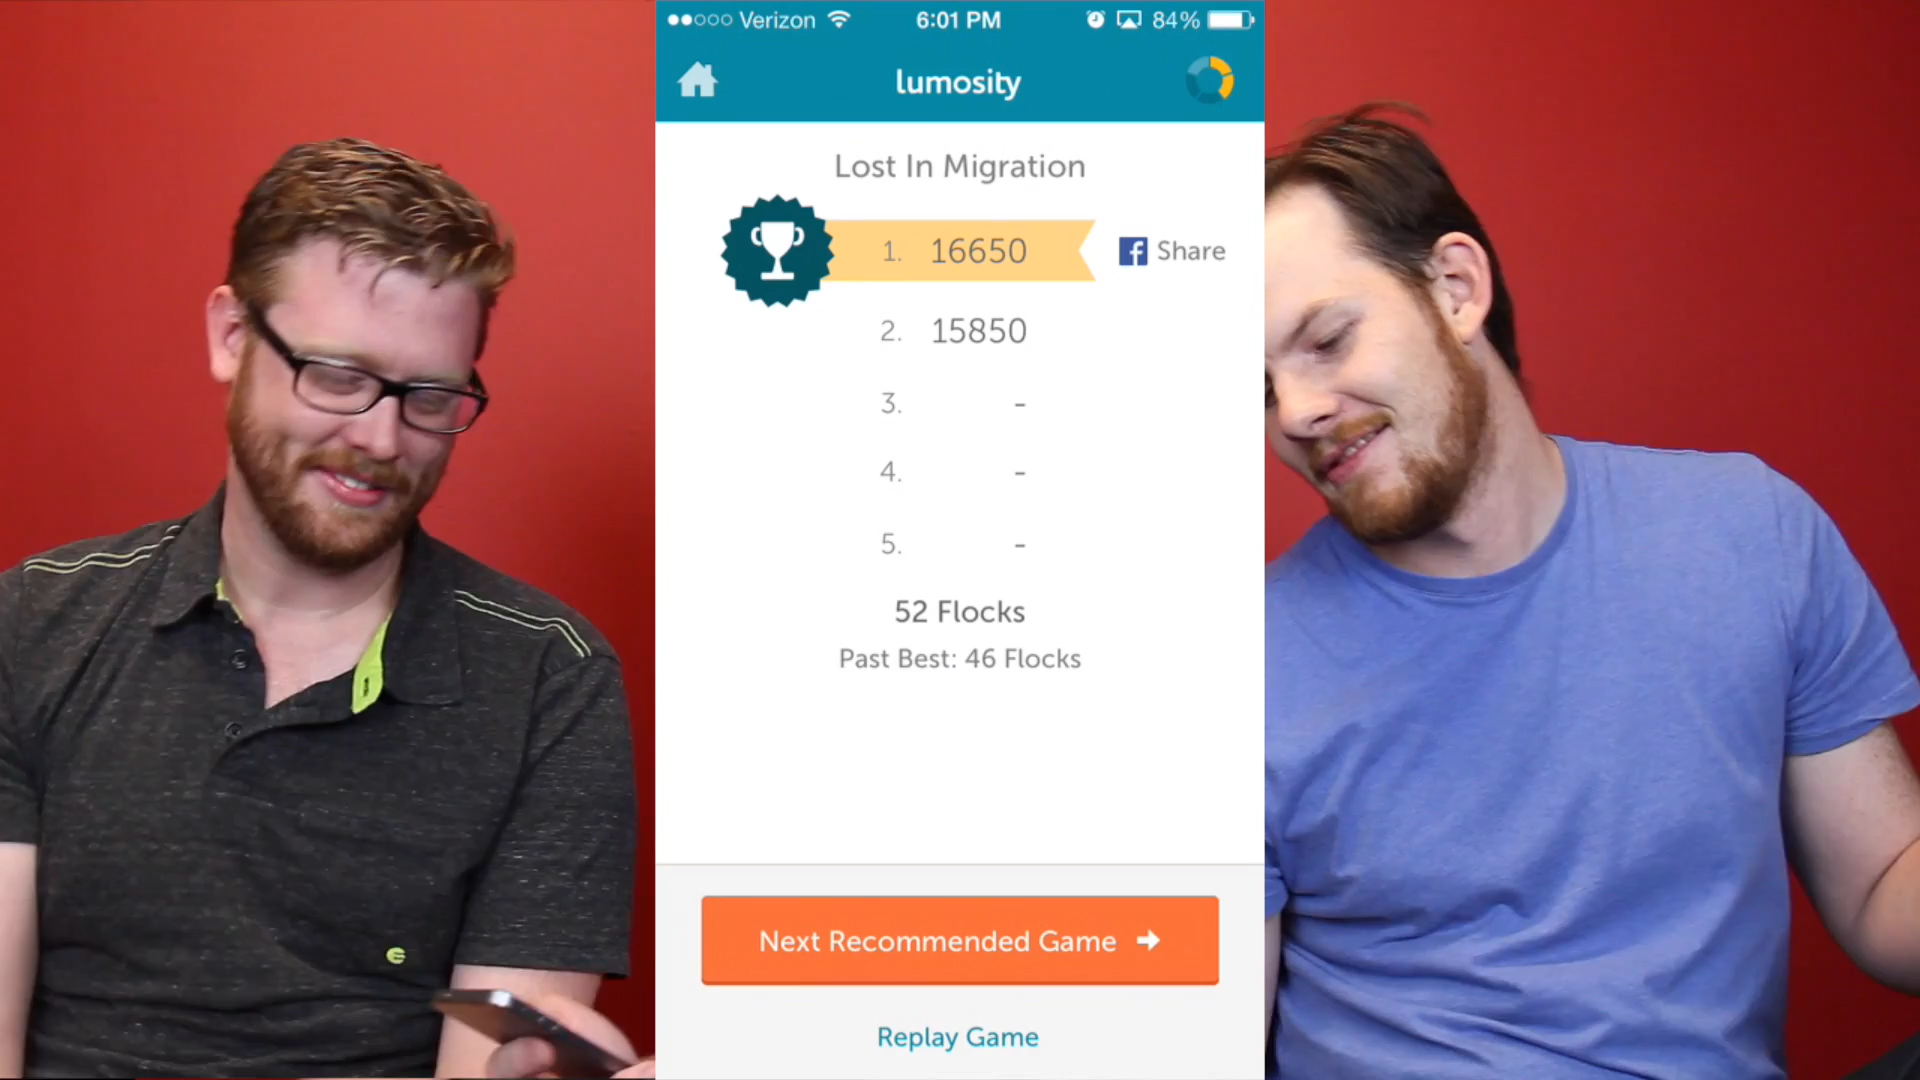 Verizon 6:01 PM 84%
lumosity
Lost In Migration
1. 16650 Share
2. 15850
3. -
4. -
5. -
52 Flocks
Past Best: 46 Flocks
Next Recommended Game
Replay Game